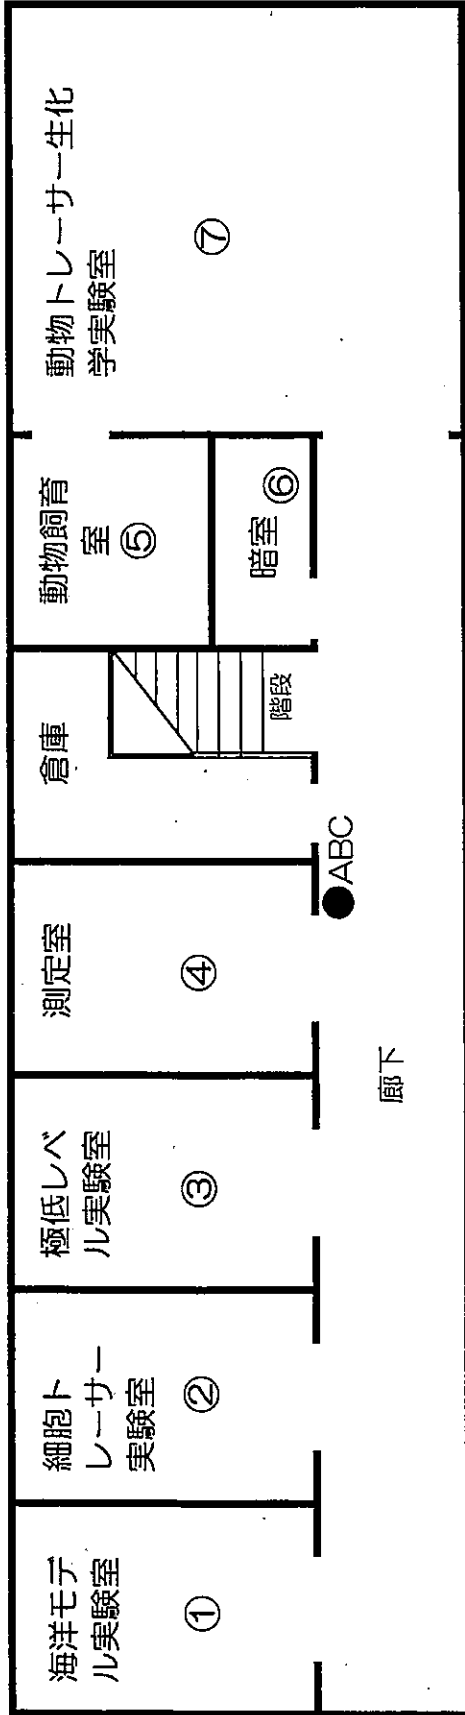 海洋モデ
ル実験室
①
細胞ト
レーサー
実験室
②
極低レベ
ル実験室
③
測定室
④
倉庫
階段
動物飼育
室
⑤
暗室
⑥
動物トレーサー生化
学実験室
⑦
ABC
廊下